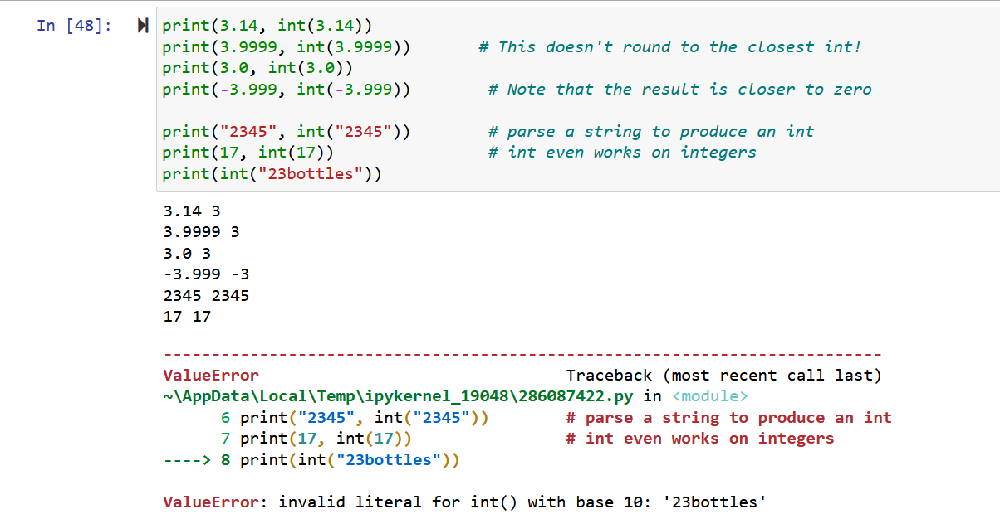 In [48]:
print(3.14, int(3.14))
print(3.9999, int(3.9999))       # This doesn't round to the closest int!
print(3.0, int(3.0))
print(-3.999, int(-3.999))        # Note that the result is closer to zero
print("2345", int("2345"))        # parse a string to produce an int
print(17, int(17))                # int even works on integers
print(int("23bottles"))
3.14 3
3.9999 3
3.0 3
-3.999 -3
2345 2345
17 17
---------------------------------------------------------------------------
ValueError                                Traceback (most recent call last)
~\AppData\Local\Temp\ipykernel_19048\286087422.py in <module>
      6 print("2345", int("2345"))        # parse a string to produce an int
      7 print(17, int(17))                # int even works on integers
----> 8 print(int("23bottles"))
ValueError: invalid literal for int() with base 10: '23bottles'